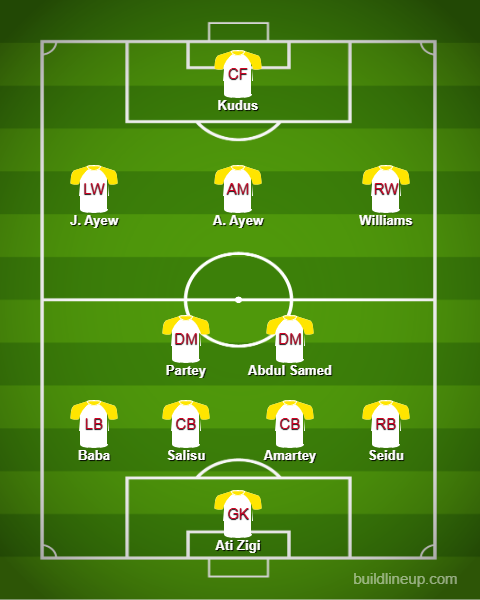 CF
Kudus
LW AM RW
J. Ayew A. Ayew Williams
DM DM
Partey Abdul Samed
LB CB CB RB
Baba Salisu Amartey Seidu
GK
Ati Zigi
buildlineup.com